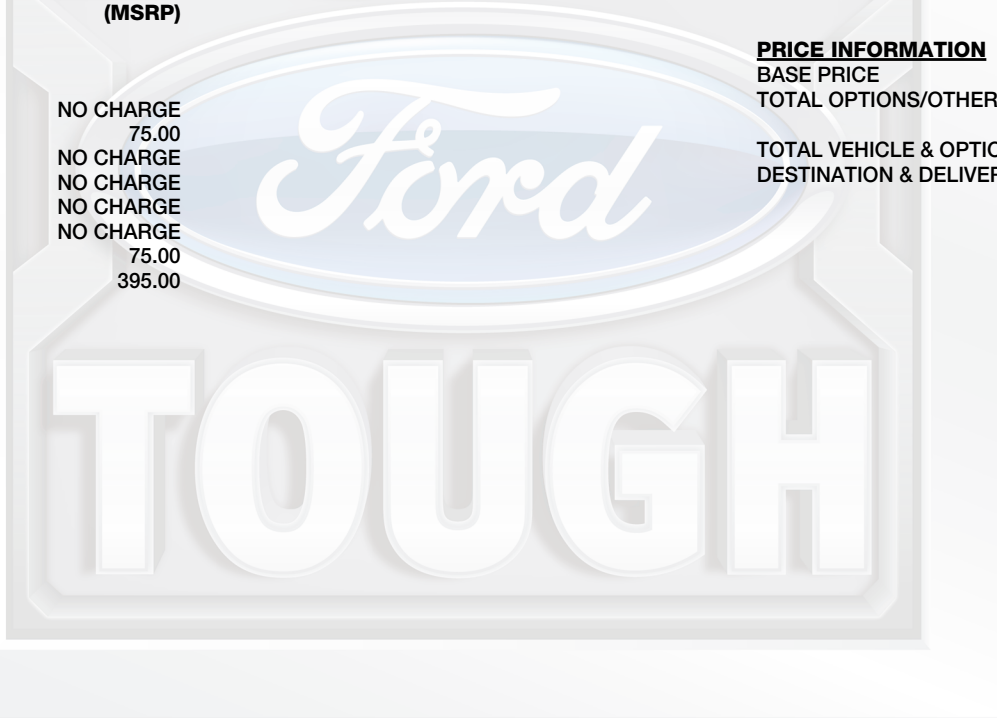 (MSRP)
NO CHARGE
75.00
NO CHARGE
NO CHARGE
NO CHARGE
NO CHARGE
75.00
395.00
PRICE INFORMATION
BASE PRICE
TOTAL OPTIONS/OTHER
TOTAL VEHICLE & OPTIO
DESTINATION & DELIVER
Ford
TOUGH